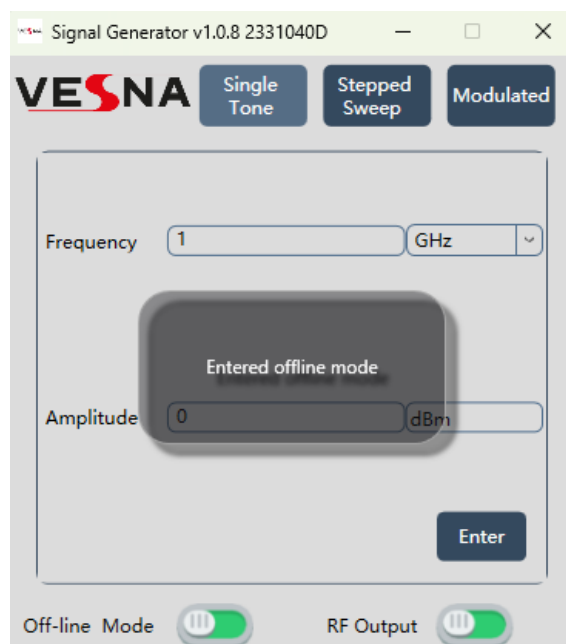 Signal Generator v1.0.8 2331040D
VESNA
Single
Tone
Stepped
Sweep
Modulated
Frequency
1
GHz
Entered offline mode
Amplitude
0
dBm
Enter
Off-line Mode
RF Output